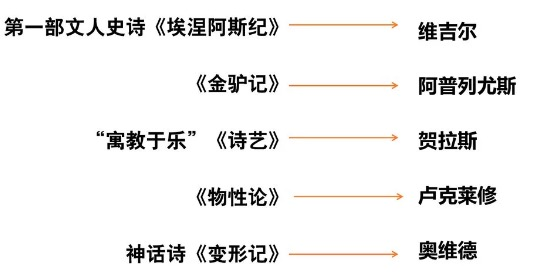 第一部文人史诗《埃涅阿斯纪》 维吉尔
《金驴记》 阿普列尤斯
“寓教于乐”《诗艺》 贺拉斯
《物性论》 卢克莱修
神话诗《变形记》 奥维德